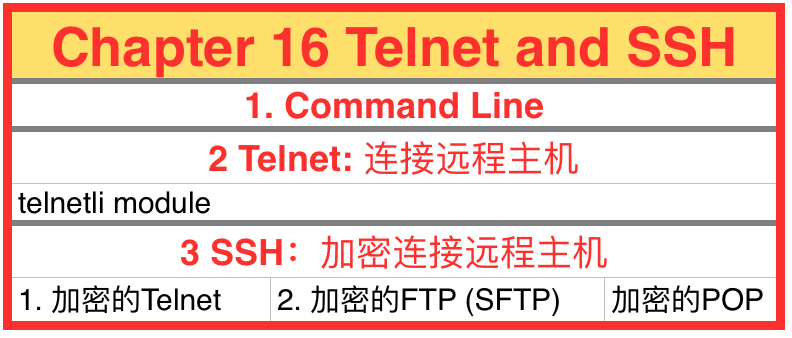 Chapter 16 Telnet and SSH
1. Command Line
2 Telnet: 连接远程主机
telnetli module
3 SSH：加密连接远程主机
1. 加密的Telnet 2. 加密的FTP (SFTP) 加密的POP